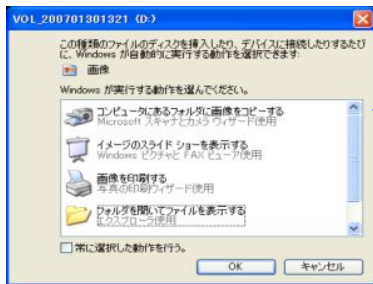 VOL_200701301321 (D:)
この種類のファイルのディスクを挿入したり、デバイスに接続したりするたび
に、Windows が自動的に実行する動作を選択できます:
画像
Windows が実行する動作を選んでください。
コンピュータにあるフォルダに画像をコピーする
Microsoft スキャナとカメラ ウィザード使用
イメージのスライド ショーを表示する
Windows ピクチャと FAX ビューア使用
画像を印刷する
写真の印刷ウィザード使用
フォルダを開いてファイルを表示する
エクスプローラ使用
常に選択した動作を行う。
OK
キャンセル